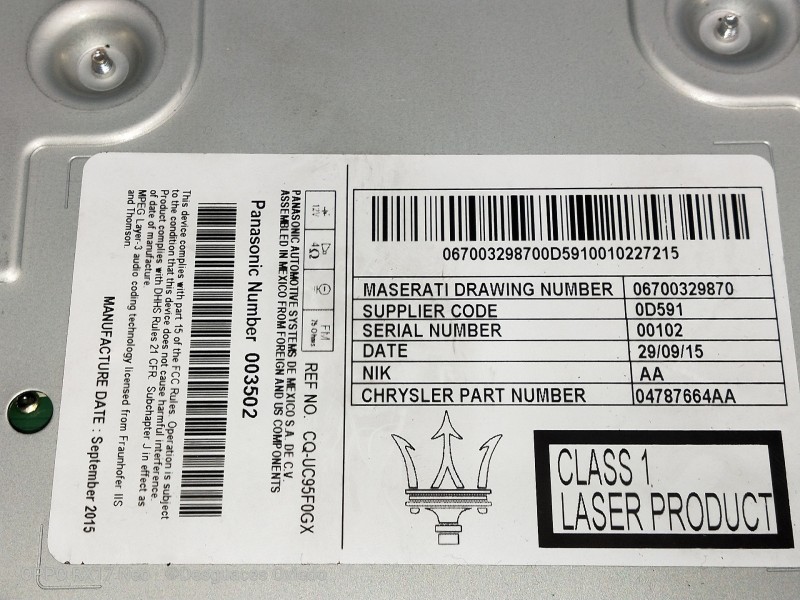 067003298700D5910010227215
MASERATI DRAWING NUMBER 06700329870
SUPPLIER CODE 0D591
SERIAL NUMBER 00102
DATE 29/09/15
NIK AA
CHRYSLER PART NUMBER 04787664AA
CLASS 1
LASER PRODUCT
12V 4Ω FM
75 Ohms
REF NO. CQ-UC95F0GX
PANASONIC AUTOMOTIVE SYSTEMS DE MEXICO S.A. DE C.V.
ASSEMBLED IN MEXICO FROM FOREIGN AND US COMPONENTS
Panasonic Number 003502
This device complies with part 15 of the FCC Rules. Operation is subject
to the condition that this device does not cause harmful interference.
Product complies with DHHS Rules 21 CFR, Subchapter J in effect as
of date of manufacture.
MPEG Layer-3 audio coding technology licensed from Fraunhofer IIS
and Thomson.
MANUFACTURE DATE : September 2015